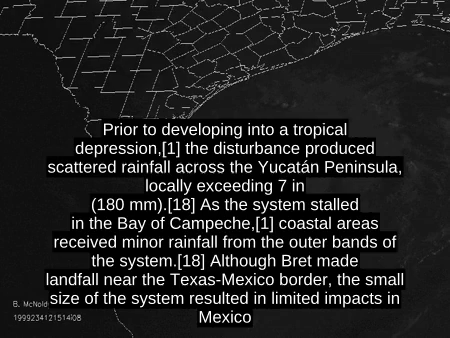 Prior to developing into a tropical
depression,[1] the disturbance produced
scattered rainfall across the Yucatán Peninsula,
locally exceeding 7 in
(180 mm).[18] As the system stalled
in the Bay of Campeche,[1] coastal areas
received minor rainfall from the outer bands of
the system.[18] Although Bret made
landfall near the Texas-Mexico border, the small
size of the system resulted in limited impacts in
Mexico
B. McNold
1999234121514